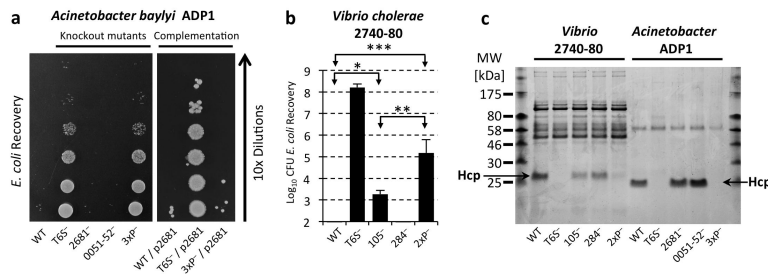 a
Acinetobacter baylyi ADP1
Knockout mutants
Complementation
E. coli Recovery
10x Dilutions
WT
T6S-
2681-
0051-52-
3xP-
WT / p2681
T6S- / p2681
3xP- / p2681
b
Vibrio cholerae
2740-80
***
*
**
Log10 CFU E. coli Recovery
9
8
7
6
5
4
3
2
WT
T6S-
105-
284-
2xP-
c
Vibrio
2740-80
Acinetobacter
ADP1
MW
[kDa]
175
80
58
46
30
25
Hcp
Hcp
WT
T6S-
105-
284-
2xP-
WT
T6S-
2681-
0051-52-
3xP-